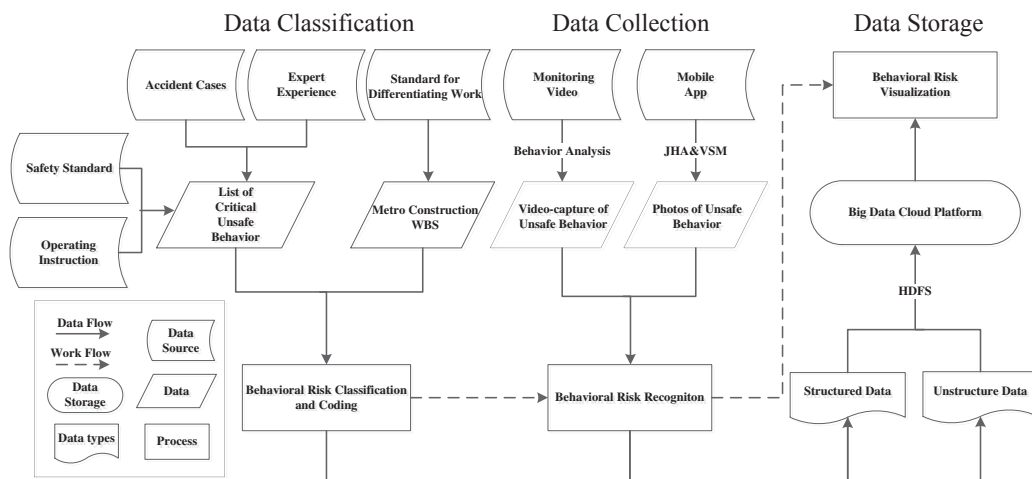 Data Classification
Data Collection
Data Storage
Accident Cases
Expert
Experience
Standard for
Differentiating Work
Monitoring
Video
Mobile
App
Behavioral Risk
Visualization
Safety Standard
Operating
Instruction
Behavior Analysis
JHA&VSM
List of
Critical
Unsafe
Behavior
Metro Construction
WBS
Video-capture of
Unsafe Behavior
Photos of Unsafe
Behavior
Big Data Cloud Platform
HDFS
Data Flow
Work Flow
Data
Source
Data
Storage
Data
Data types
Process
Behavioral Risk Classification
and Coding
Behavioral Risk Recogniton
Structured Data
Unstructure Data